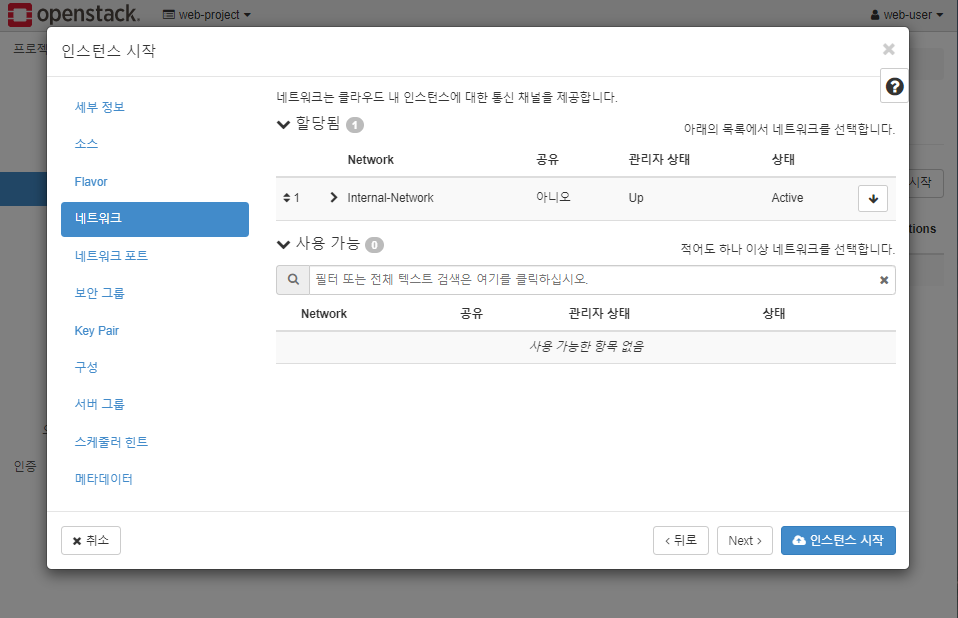 openstack. web-project web-user
프로젝
인스턴스 시작
세부 정보
소스
Flavor
네트워크
네트워크 포트
보안 그룹
Key Pair
구성
서버 그룹
스케줄러 힌트
메타데이터
네트워크는 클라우드 내 인스턴스에 대한 통신 채널을 제공합니다.
할당됨 1 아래의 목록에서 네트워크를 선택합니다.
Network 공유 관리자 상태 상태
1 Internal-Network 아니오 Up Active
사용 가능 0 적어도 하나 이상 네트워크를 선택합니다.
필터 또는 전체 텍스트 검색은 여기를 클릭하십시오.
Network 공유 관리자 상태 상태
사용 가능한 항목 없음
시작
tions
인증
취소 뒤로 Next 인스턴스 시작